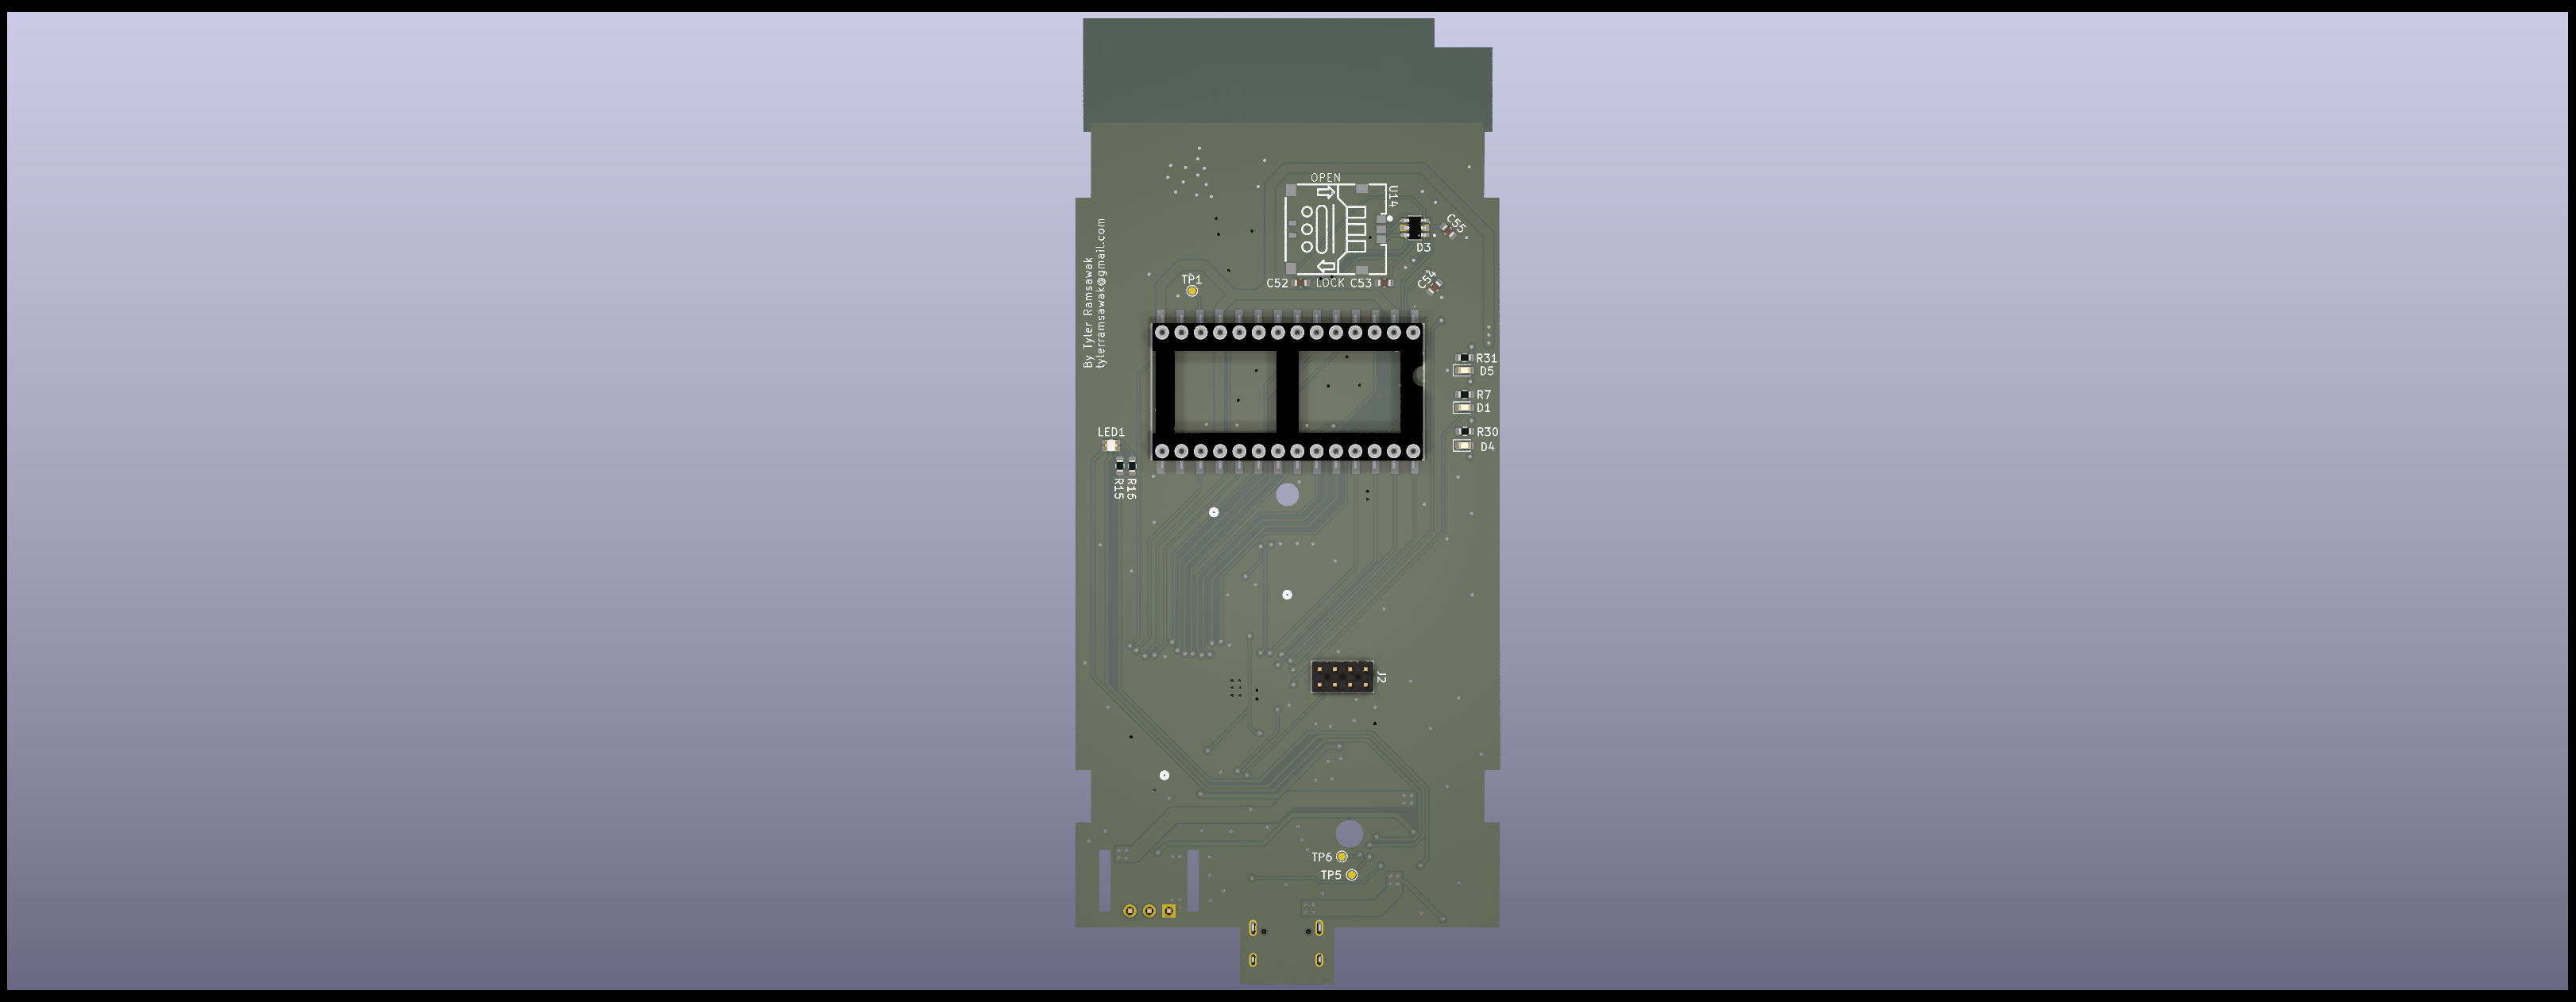 OPEN
U14
C55
D3
C52
LOCK
C53
C54
TP1
By Tyler Ramsawak
tylerramsawak@gmail.com
R31
D5
R7
D1
LED1
R30
D4
R15
R16
J2
TP6
TP5